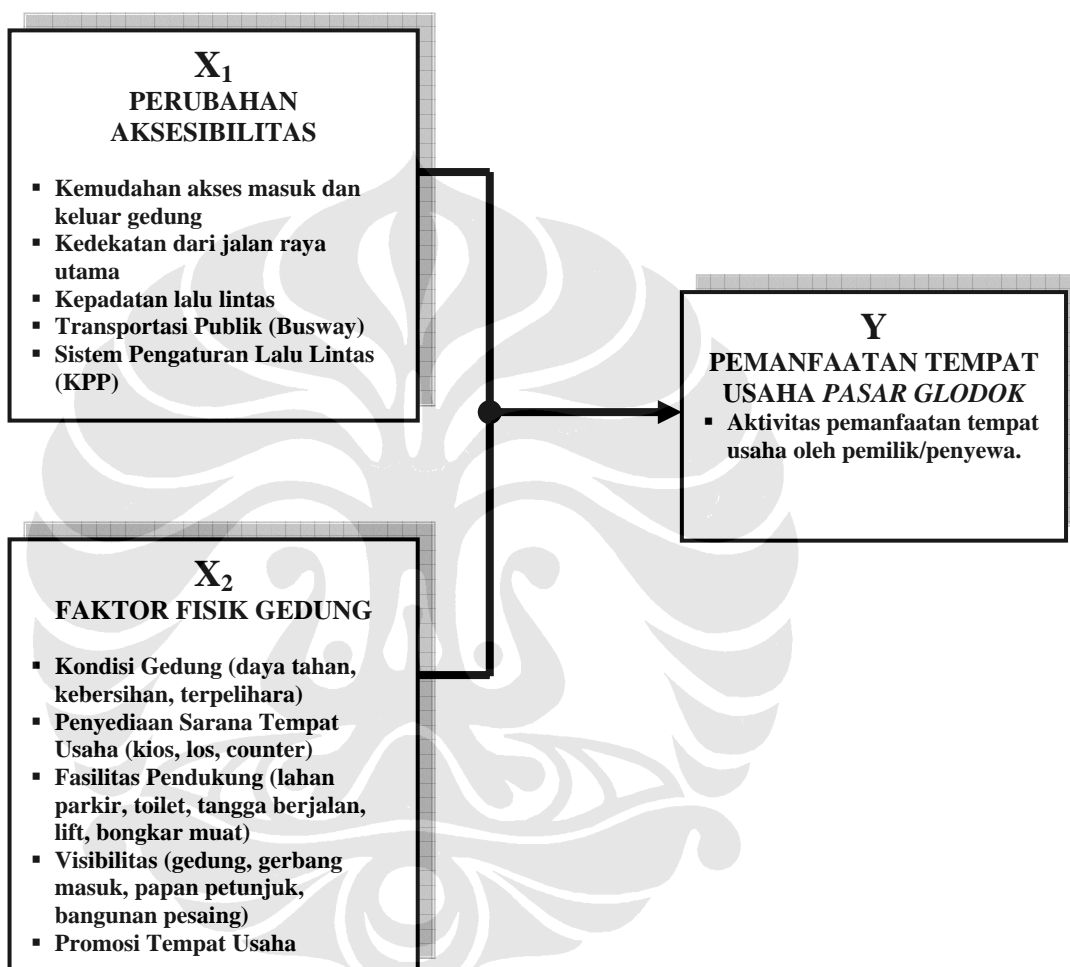 X₁
PERUBAHAN
AKSESIBILITAS
▪ Kemudahan akses masuk dan
keluar gedung
▪ Kedekatan dari jalan raya
utama
▪ Kepadatan lalu lintas
▪ Transportasi Publik (Busway)
▪ Sistem Pengaturan Lalu Lintas
(KPP)
X₂
FAKTOR FISIK GEDUNG
▪ Kondisi Gedung (daya tahan,
kebersihan, terpelihara)
▪ Penyediaan Sarana Tempat
Usaha (kios, los, counter)
▪ Fasilitas Pendukung (lahan
parkir, toilet, tangga berjalan,
lift, bongkar muat)
▪ Visibilitas (gedung, gerbang
masuk, papan petunjuk,
bangunan pesaing)
▪ Promosi Tempat Usaha
Y
PEMANFAATAN TEMPAT
USAHA PASAR GLODOK
▪ Aktivitas pemanfaatan tempat
usaha oleh pemilik/penyewa.